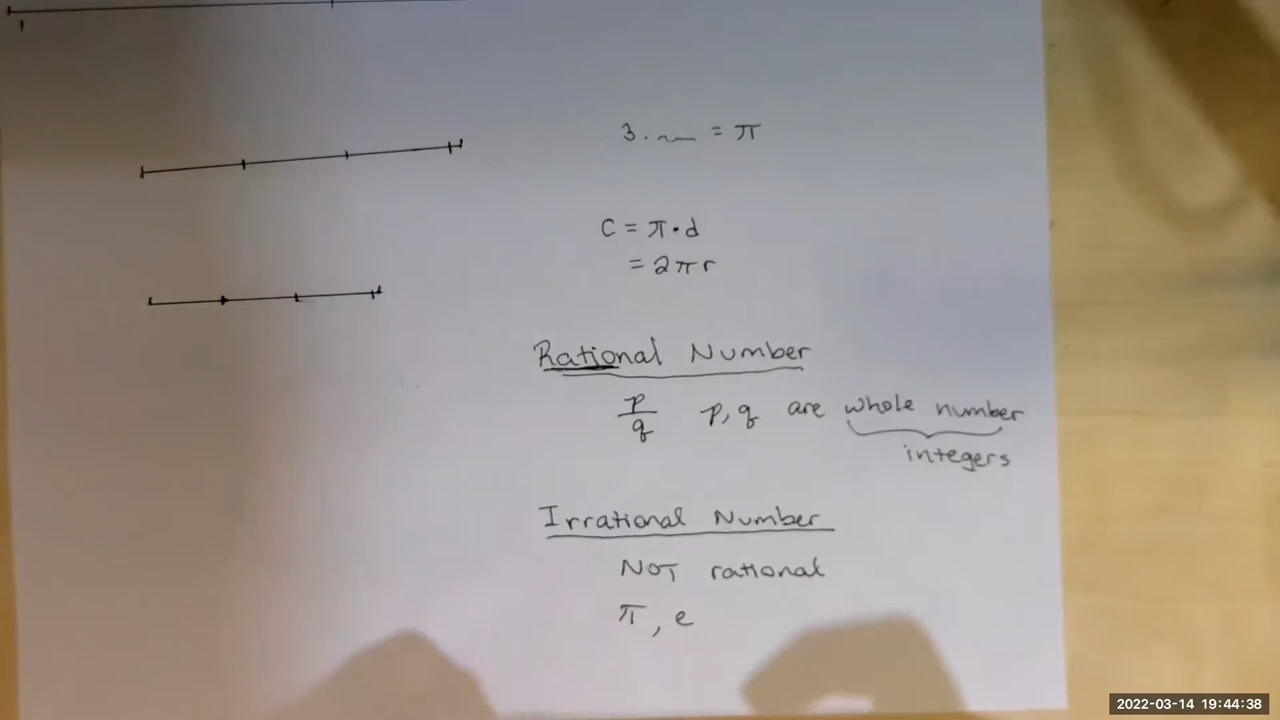 3. = π
C = π·d
= 2πr
Rational Number
p/q p, q are whole number
integers
Irrational Number
NOT rational
π, e
2022-03-14 19:44:38